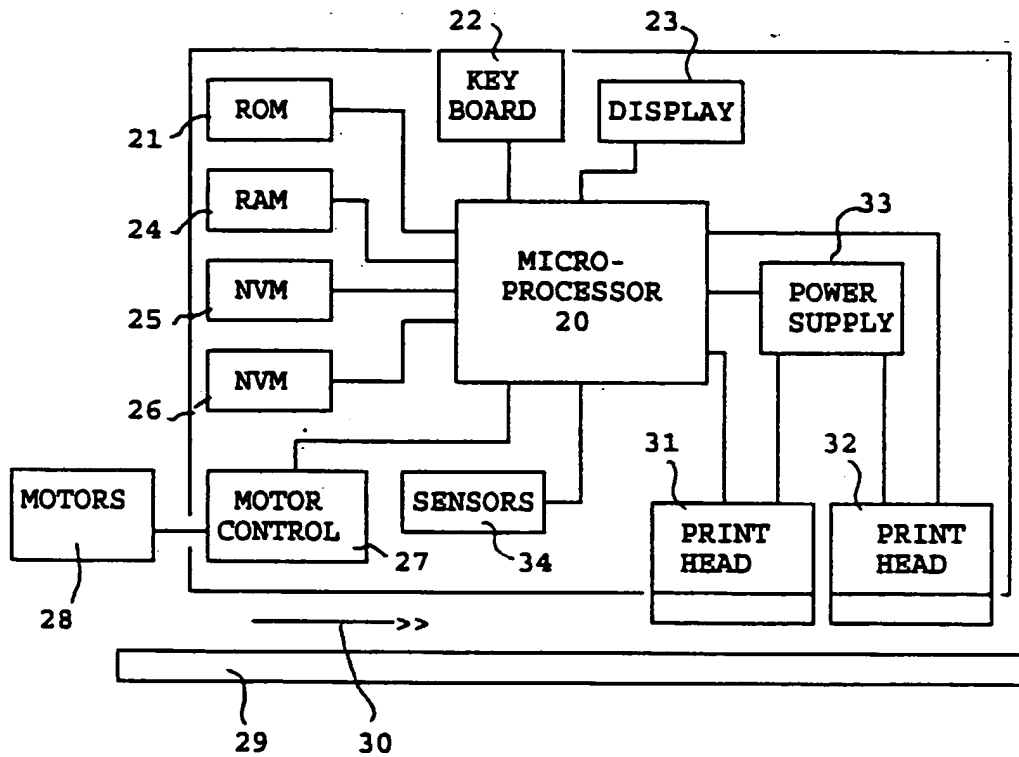 22
23
KEY
BOARD
DISPLAY
ROM
21
RAM
24
33
MICRO-
PROCESSOR
20
POWER
SUPPLY
NVM
25
NVM
26
31
32
MOTORS
28
MOTOR
CONTROL
27
SENSORS
34
PRINT
HEAD
PRINT
HEAD
>>
29
30